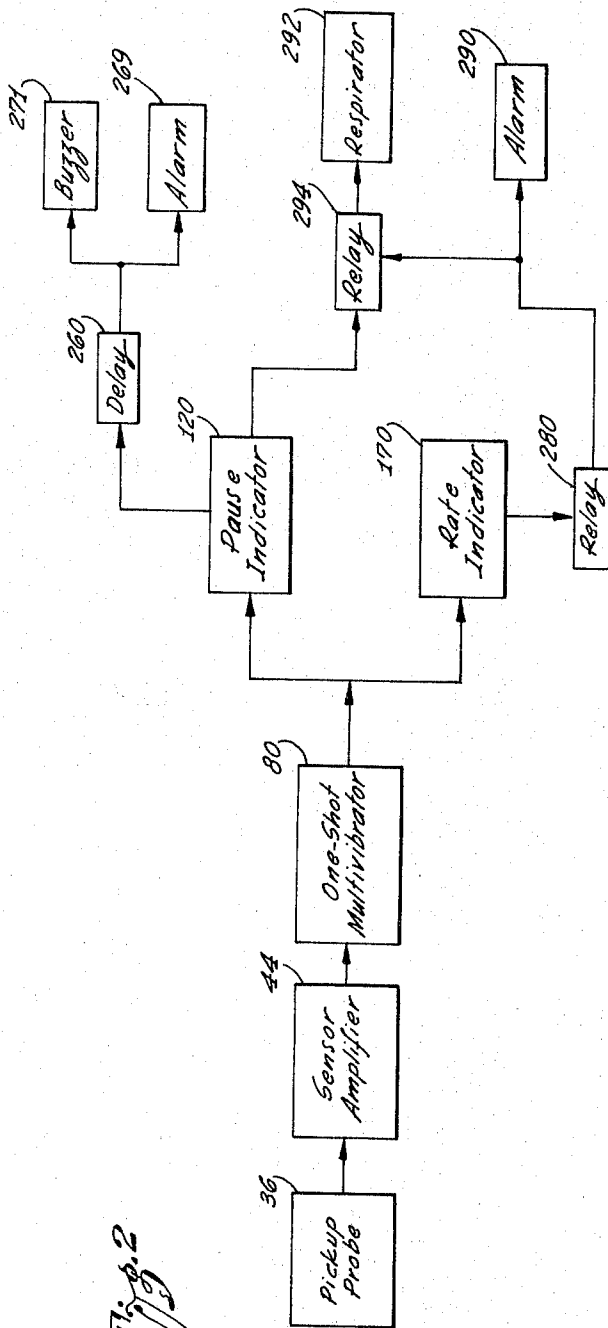 Fig. 2
36
Pickup
Probe
44
Sensor
Amplifier
80
One-Shot
Multivibrator
120
Pause
Indicator
170
Rate
Indicator
260
Delay
271
Buzzer
269
Alarm
294
Relay
292
Respirator
280
Relay
290
Alarm